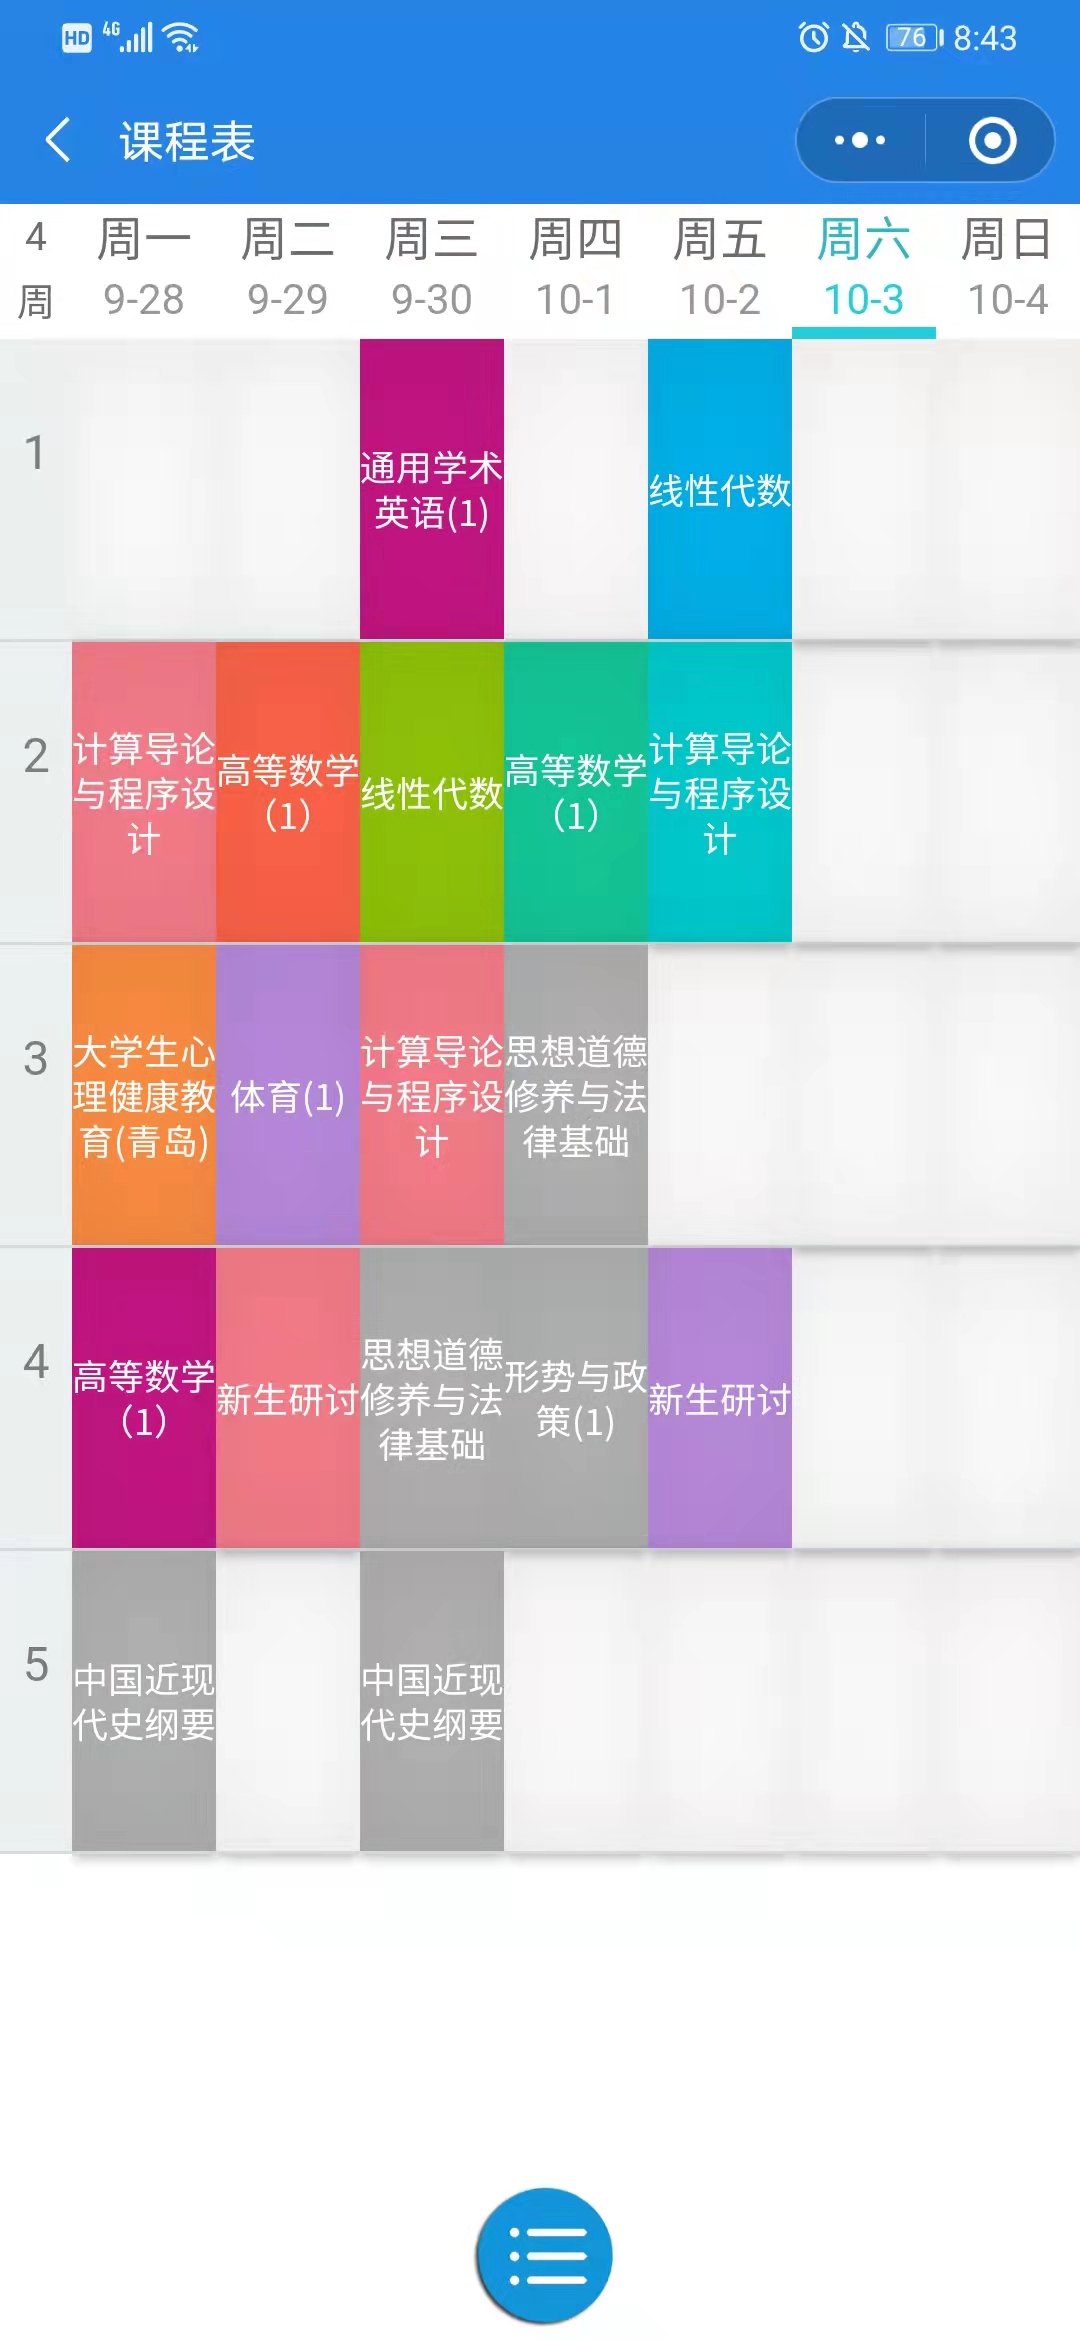 HD 4G 76 8:43
课程表
4 周一 周二 周三 周四 周五 周六 周日
周 9-28 9-29 9-30 10-1 10-2 10-3 10-4
1
通用学术
英语(1)
线性代数
2
计算导论
与程序设
计
高等数学
（1）
线性代数
高等数学
（1）
计算导论
与程序设
计
3
大学生心
理健康教
育(青岛)
体育(1)
计算导论
与程序设
计
思想道德
修养与法
律基础
4
高等数学
（1）
新生研讨
思想道德
修养与法
律基础
形势与政
策(1)
新生研讨
5
中国近现
代史纲要
中国近现
代史纲要